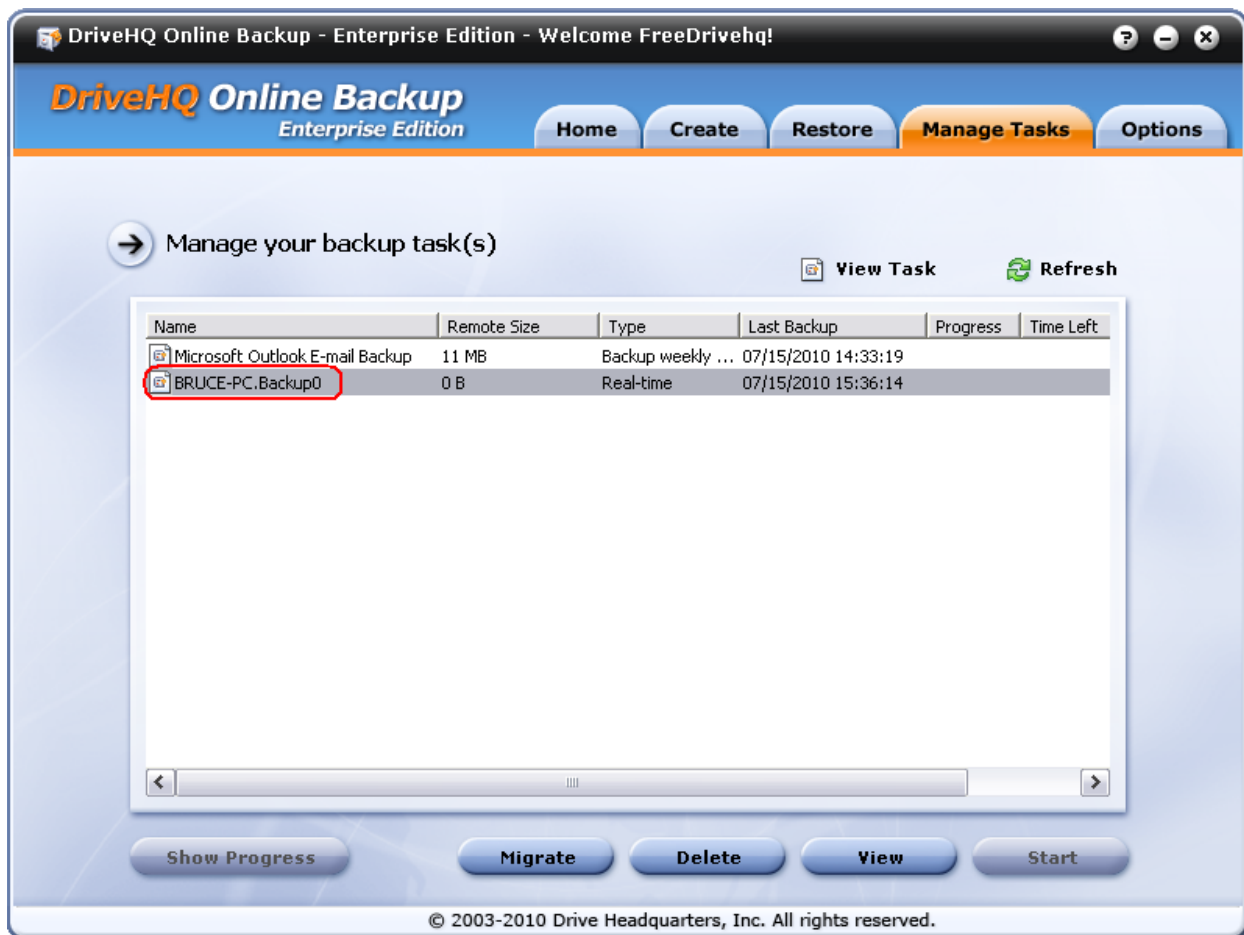 DriveHQ Online Backup - Enterprise Edition - Welcome FreeDrivehq!
DriveHQ Online Backup
Enterprise Edition
Home Create Restore Manage Tasks Options
Manage your backup task(s)
View Task Refresh
Name Remote Size Type Last Backup Progress Time Left
Microsoft Outlook E-mail Backup 11 MB Backup weekly ... 07/15/2010 14:33:19
BRUCE-PC.Backup0 0 B Real-time 07/15/2010 15:36:14
Show Progress Migrate Delete View Start
© 2003-2010 Drive Headquarters, Inc. All rights reserved.